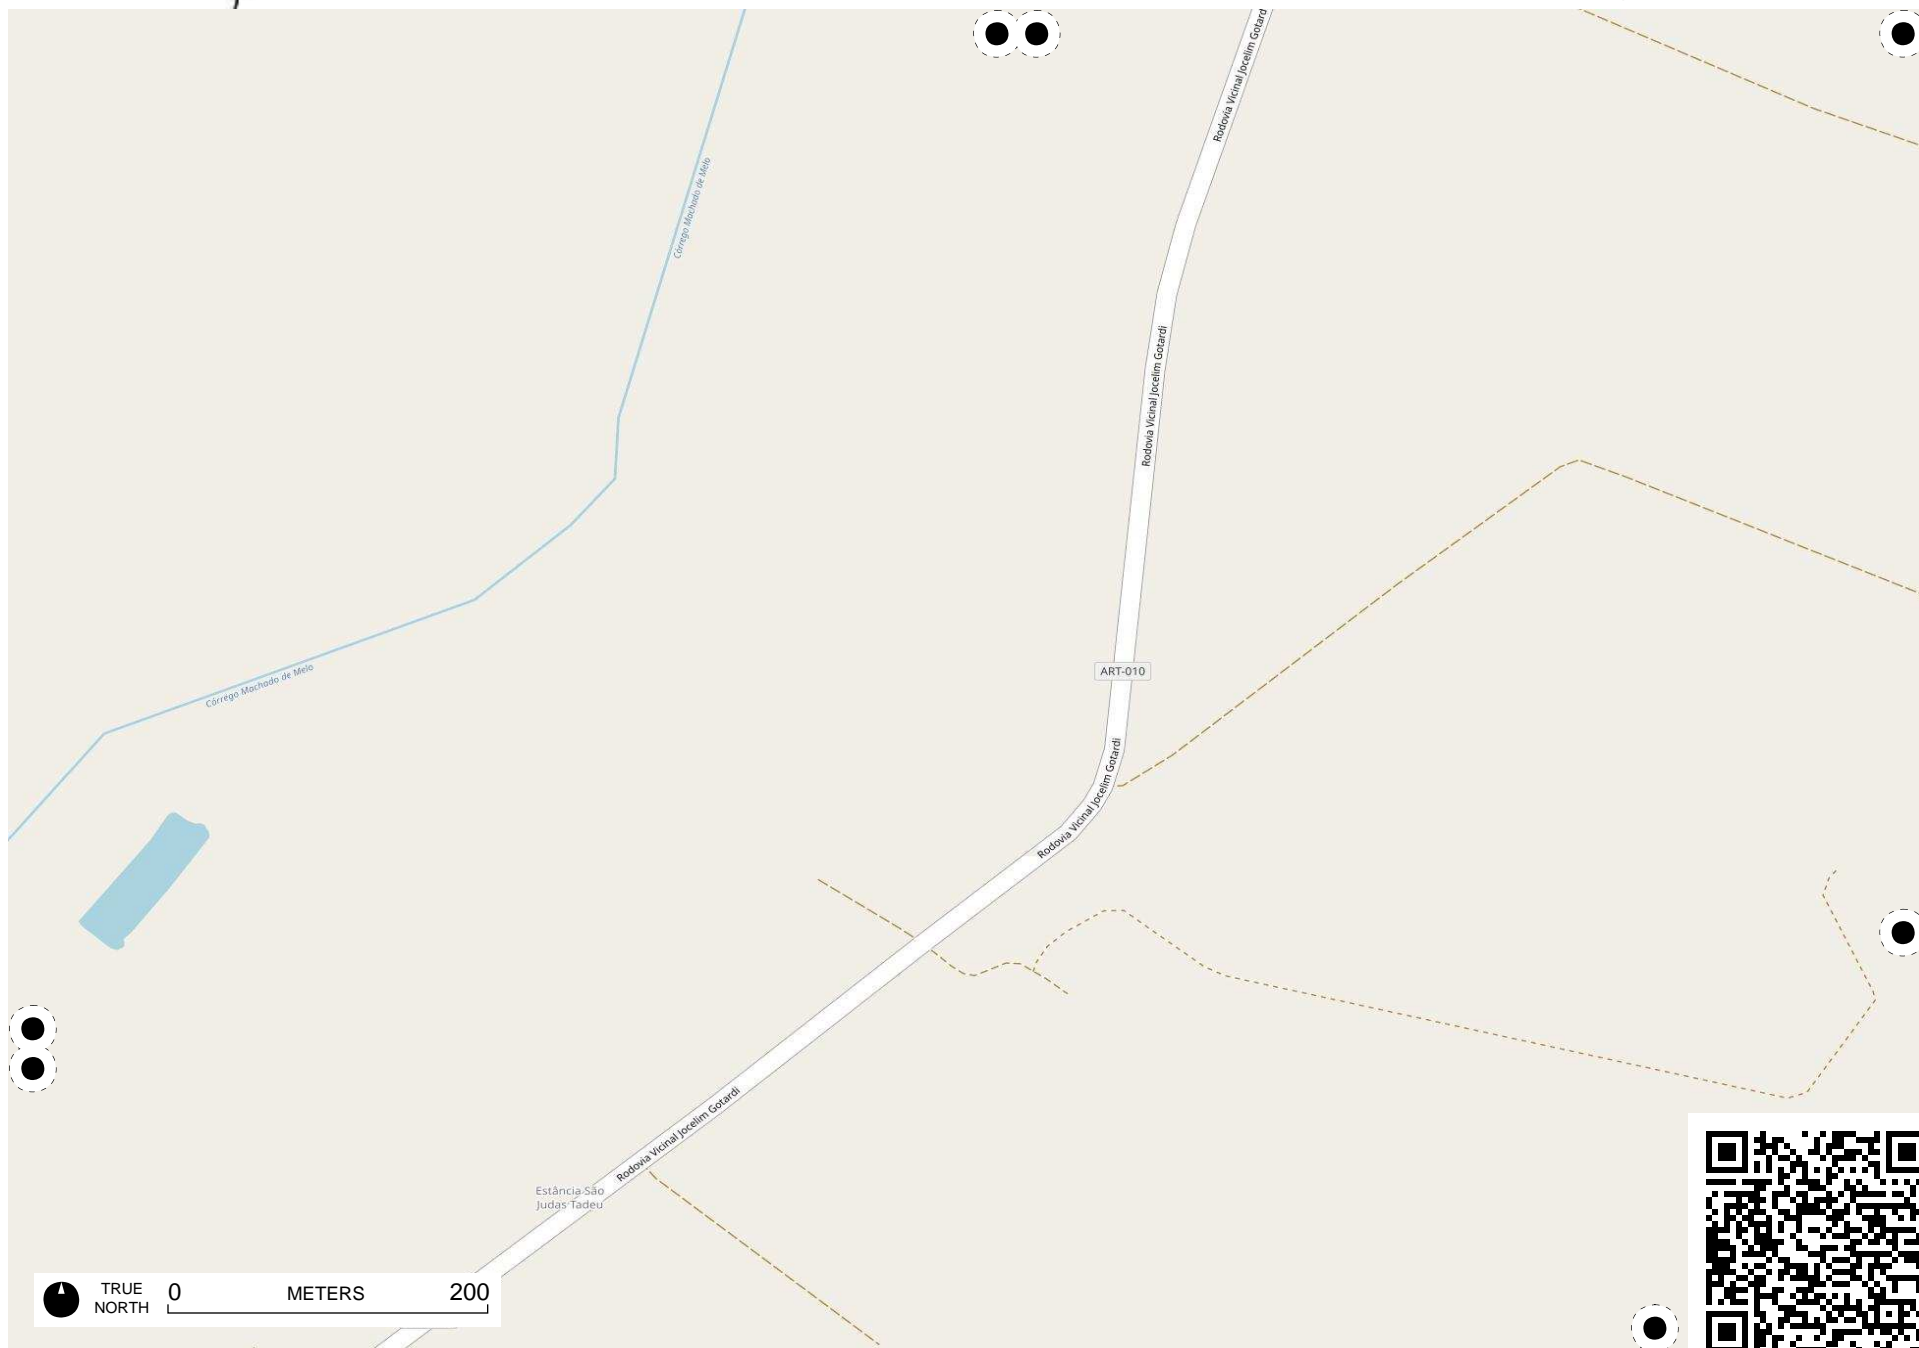 Rodovia Vicinal Jocelim Gotard
Córrego Machado de Melo
Rodovia Vicinal Jocelim Gotardi
Córrego Machado de Melo
ART-010
Rodovia Vicinal Jocelim Gotardi
Rodovia Vicinal Jocelim Gotardi
Estância São
Judas Tadeu
TRUE
NORTH
0 METERS 200